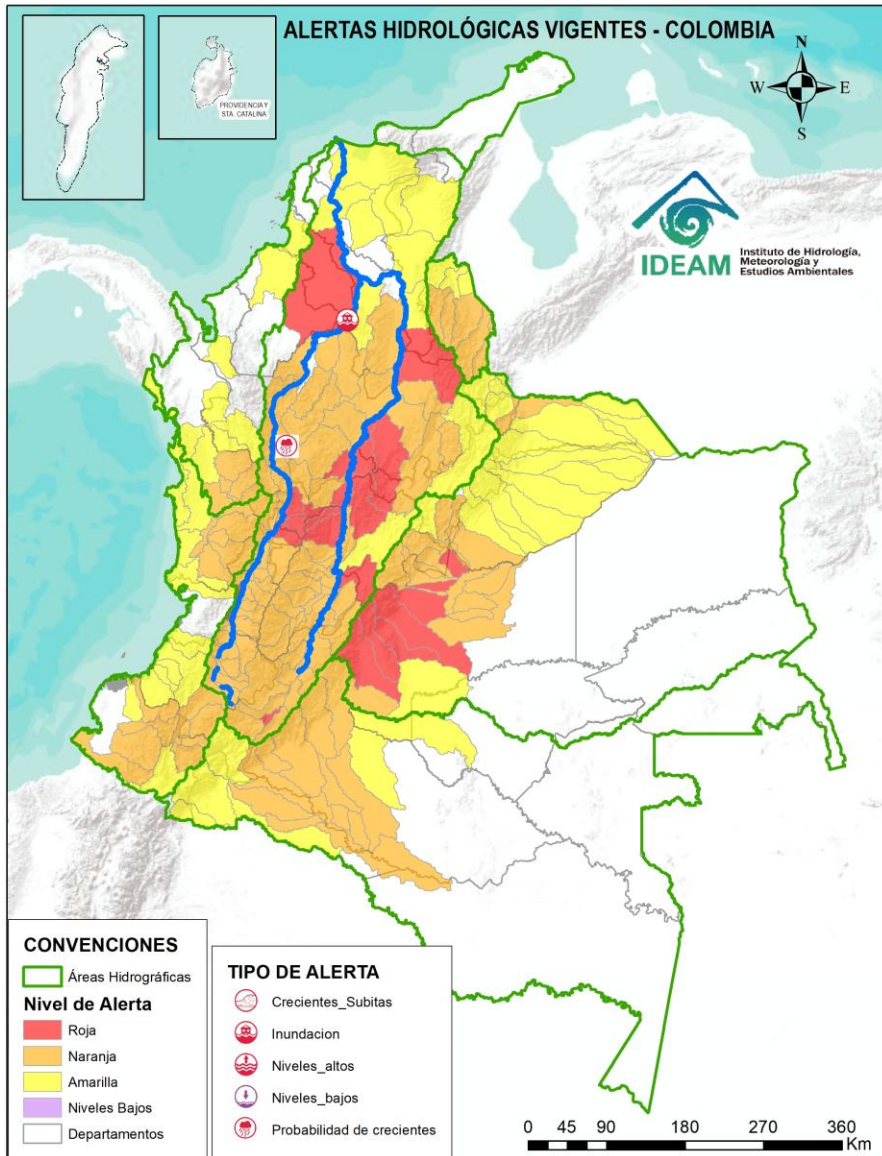 ALERTAS HIDROLÓGICAS VIGENTES - COLOMBIA
N
W
E
S
PROVIDENCIA Y
STA. CATALINA
IDEAM
Instituto de Hidrología,
Meteorología y
Estudios Ambientales
CONVENCIONES
Áreas Hidrográficas
Nivel de Alerta
Roja
Naranja
Amarilla
Niveles Bajos
Departamentos
TIPO DE ALERTA
Crecientes_Subitas
Inundacion
Niveles_altos
Niveles_bajos
Probabilidad de crecientes
0 45 90 180 270 360
Km